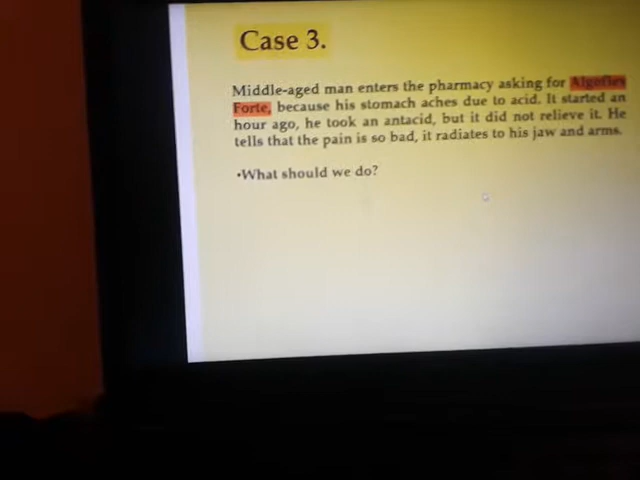 Case 3.
Middle-aged man enters the pharmacy asking for Algoflex
Forte, because his stomach aches due to acid. It started an
hour ago, he took an antacid, but it did not relieve it. He
tells that the pain is so bad, it radiates to his jaw and arms.
•What should we do?